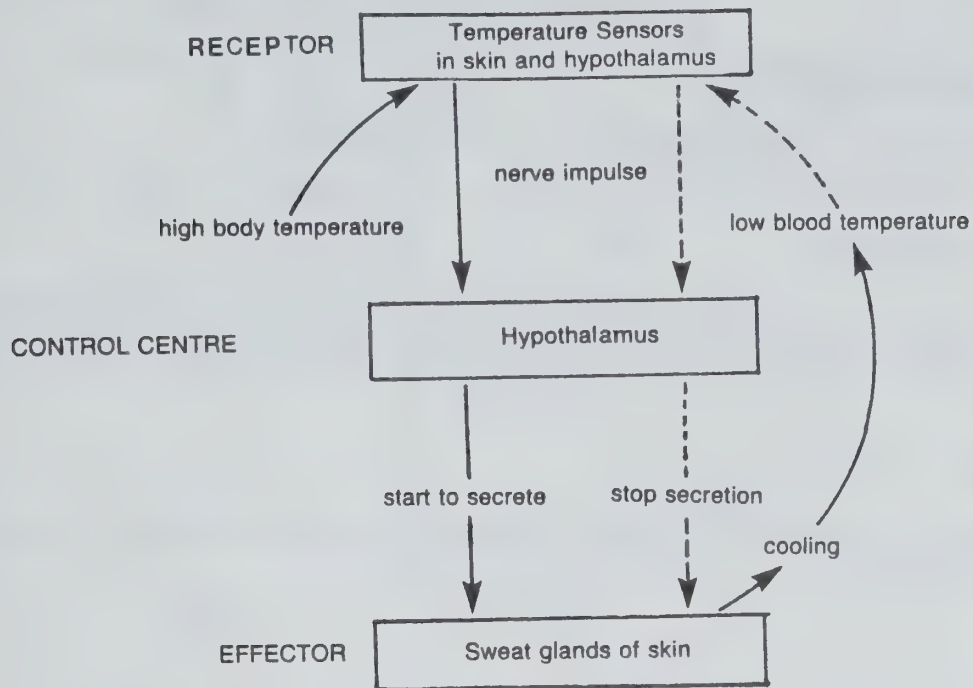 RECEPTOR
Temperature Sensors
in skin and hypothalamus
nerve impulse
high body temperature
low blood temperature
CONTROL CENTRE
Hypothalamus
start to secrete
stop secretion
cooling
EFFECTOR
Sweat glands of skin